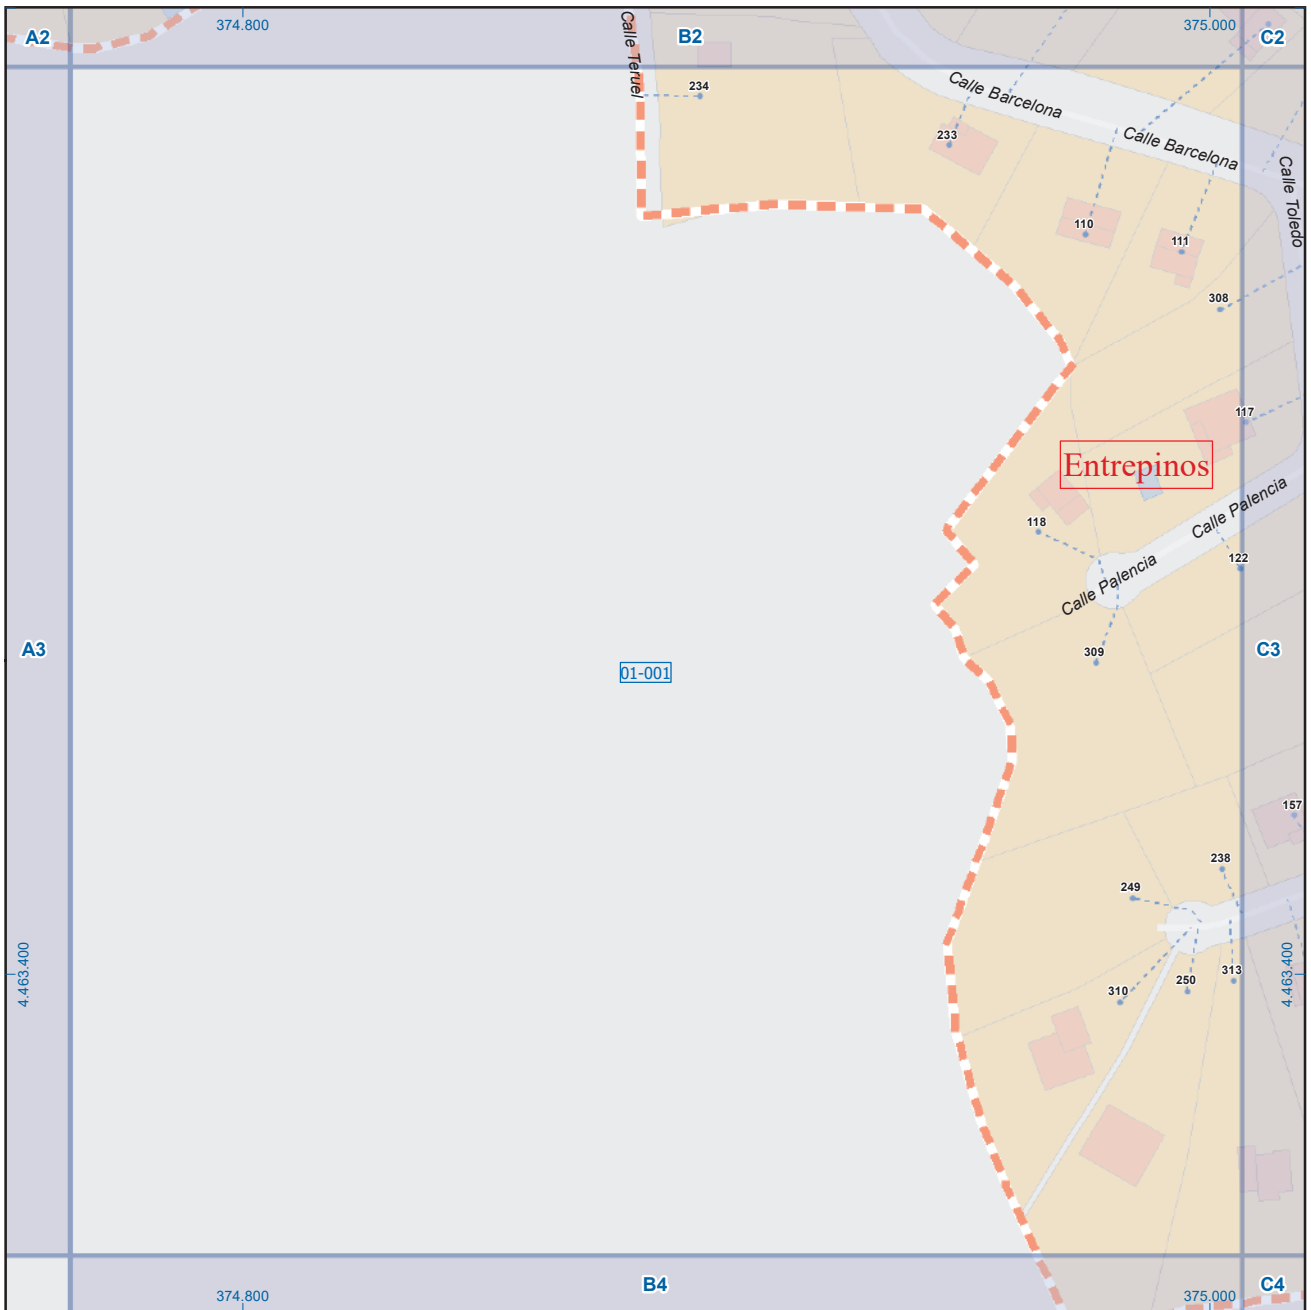 374.800
375.000
A2
B2
C2
Calle Teruel
234
Calle Barcelona
233
Calle Barcelona
Calle Toledo
110
111
308
117
Entrepinos
Calle Palencia
118
122
Calle Palencia
A3
309
C3
01-001
157
238
249
4.463.400
313
4.463.400
250
310
B4
C4
374.800
375.000